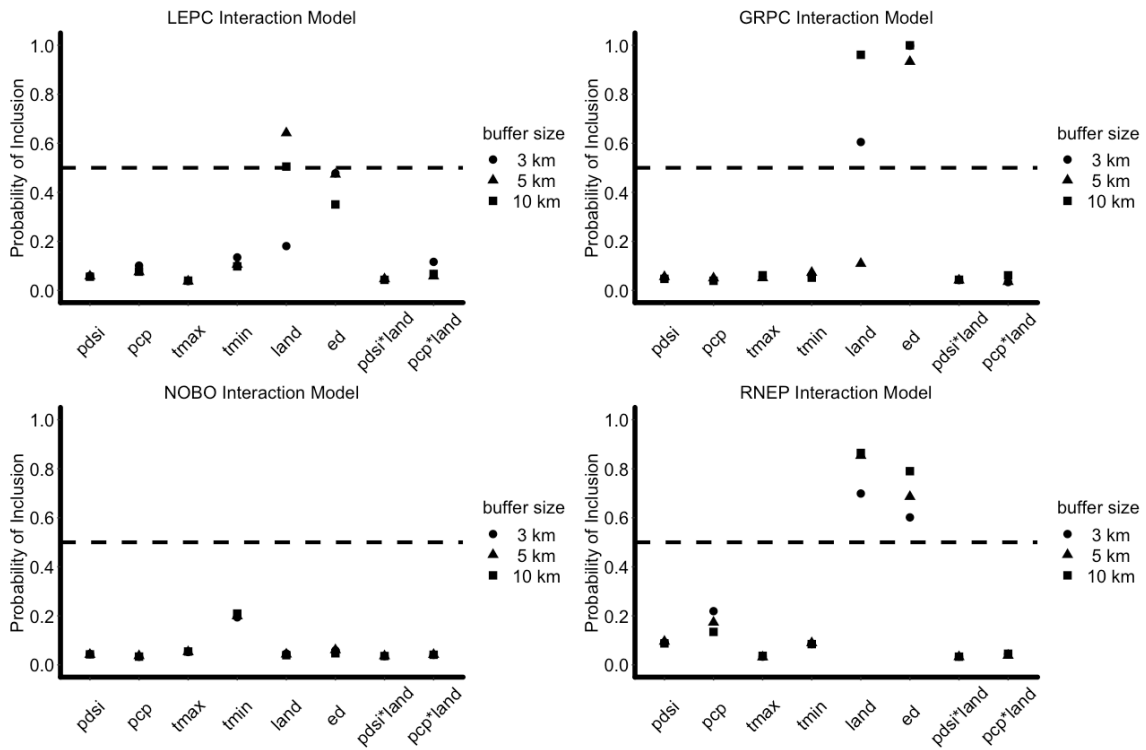 LEPC Interaction Model
Probability of Inclusion
1.0
0.8
0.6
0.4
0.2
0.0
pdsi
pcp
tmax
tmin
land
ed
pdsi*land
pcp*land
buffer size
3 km
5 km
10 km
GRPC Interaction Model
Probability of Inclusion
1.0
0.8
0.6
0.4
0.2
0.0
pdsi
pcp
tmax
tmin
land
ed
pdsi*land
pcp*land
buffer size
3 km
5 km
10 km
NOBO Interaction Model
Probability of Inclusion
1.0
0.8
0.6
0.4
0.2
0.0
pdsi
pcp
tmax
tmin
land
ed
pdsi*land
pcp*land
buffer size
3 km
5 km
10 km
RNEP Interaction Model
Probability of Inclusion
1.0
0.8
0.6
0.4
0.2
0.0
pdsi
pcp
tmax
tmin
land
ed
pdsi*land
pcp*land
buffer size
3 km
5 km
10 km